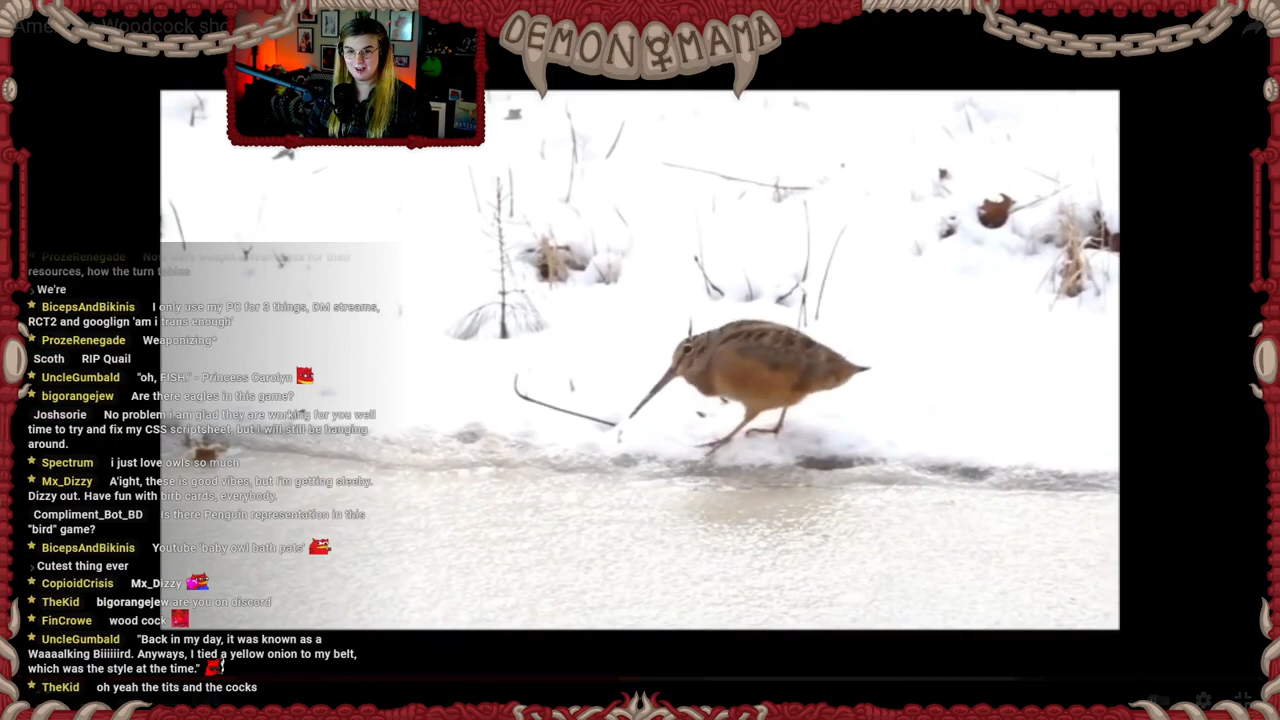 American Woodcock sho
DEMON MAMA
ProzeRenegade Now
for their
resources, how the turn tables
We're
BicepsAndBikinis I only use my PC for 3 things, DM streams,
RCT2 and googlign 'am i trans enough'
ProzeRenegade Weaponizing*
Scoth RIP Quail
UncleGumbald "oh, FISH." - Princess Carolyn
bigorangejew Are there eagles in this game?
Joshsorie No problem i am glad they are working for you well
time to try and fix my CSS scriptsheet, but I will still be hanging
around.
Spectrum i just love owls so much
Mx_Dizzy A'ight, these is good vibes, but I'm getting sleeby.
Dizzy out. Have fun with birb cards, everybody.
Compliment_Bot_BD Is there Penguin representation in this
"bird" game?
BicepsAndBikinis Youtube 'baby owl bath pats'
Cutest thing ever
CopioidCrisis Mx_Dizzy
TheKid bigorangejew are you on discord
FinCrowe wood cock
UncleGumbald "Back in my day, it was known as a
Waaaalking Biiiiiird. Anyways, I tied a yellow onion to my belt,
which was the style at the time."
TheKid oh yeah the tits and the cocks